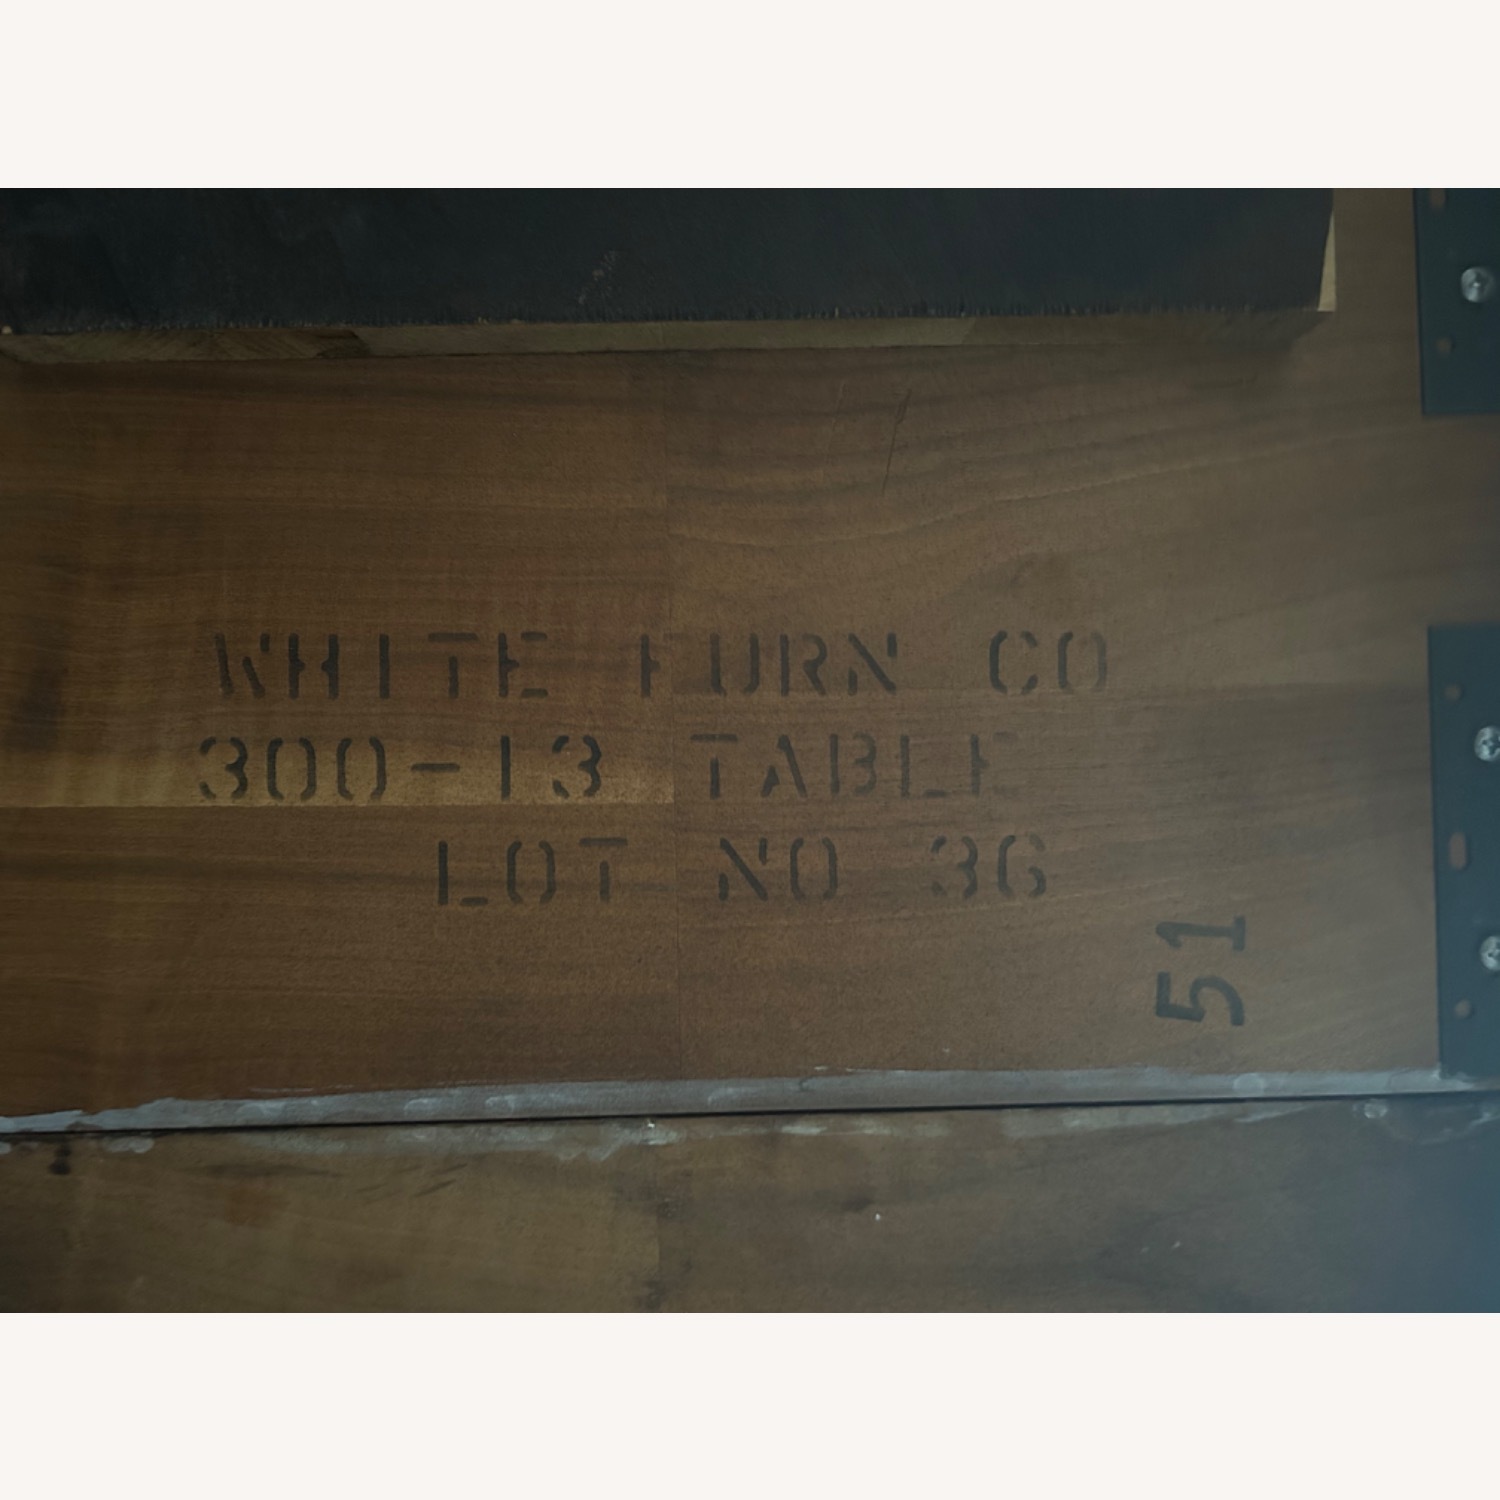 WHITE FURN CO
300-13 TABLE
LOT NO 36
51